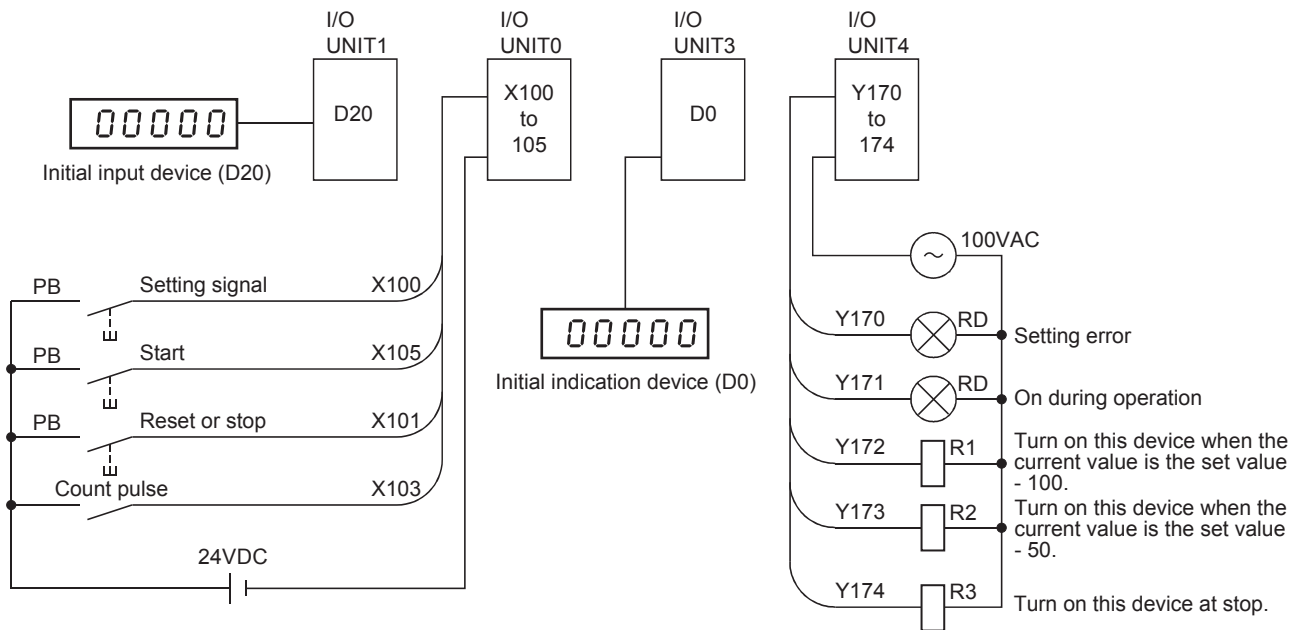 I/O
UNIT1
I/O
UNIT0
I/O
UNIT3
I/O
UNIT4
00000
D20
X100
to
105
D0
Y170
to
174
Initial input device (D20)
100VAC
PB
Setting signal
X100
PB
Start
X105
PB
Reset or stop
X101
Count pulse
X103
24VDC
00000
Initial indication device (D0)
Y170
RD
Setting error
Y171
RD
On during operation
Y172
R1
Turn on this device when the
current value is the set value
- 100.
Y173
R2
Turn on this device when the
current value is the set value
- 50.
Y174
R3
Turn on this device at stop.